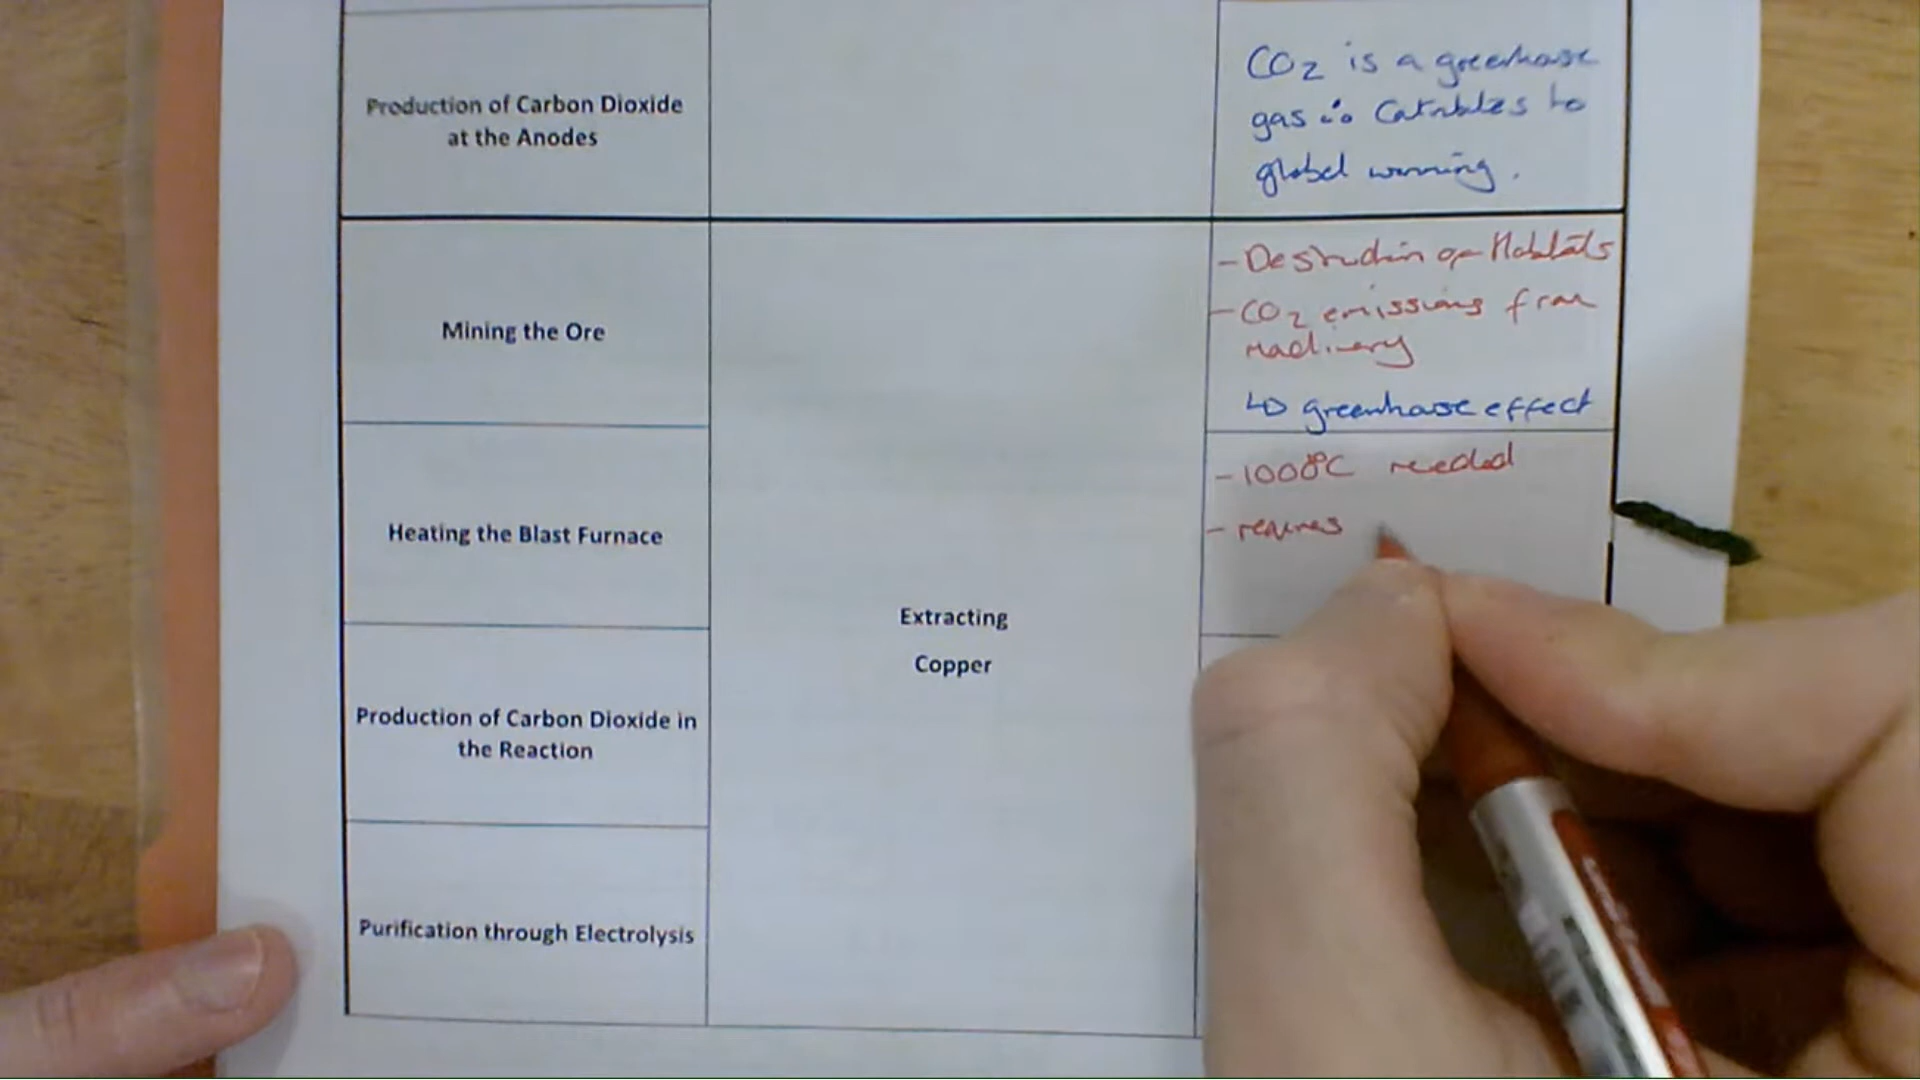 Production of Carbon Dioxide
at the Anodes
CO2 is a greenhouse
gas ∴ contributes to
global warming.
Mining the Ore
- Destruction of Habitats
- CO2 emissions from
machinery
↳ greenhouse effect
Heating the Blast Furnace
- 1000°C needed
- requires
Extracting
Copper
Production of Carbon Dioxide in
the Reaction
Purification through Electrolysis